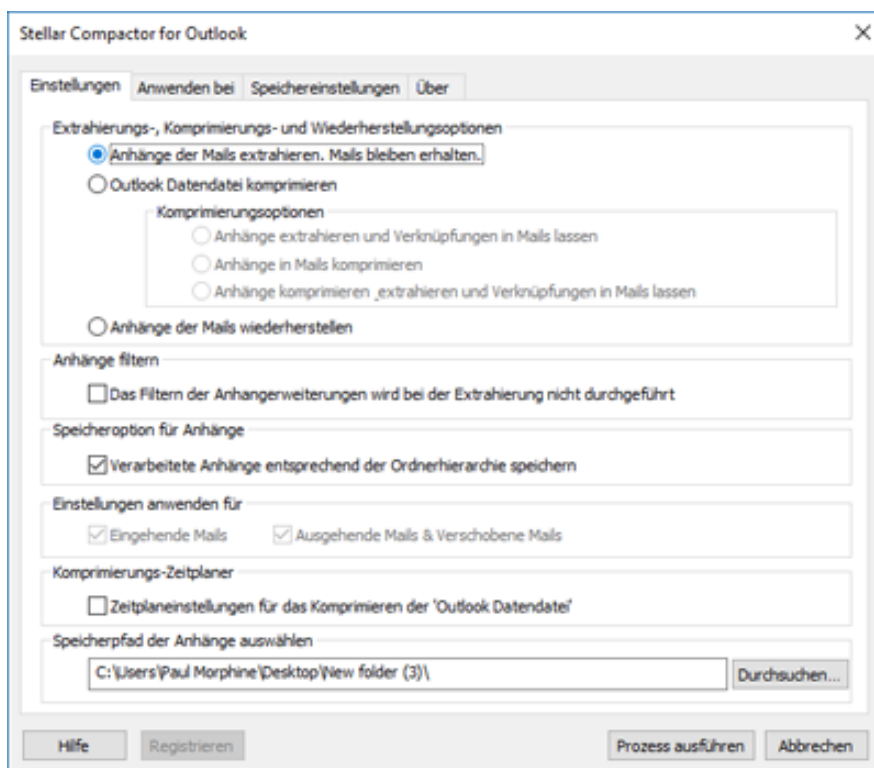 Stellar Compactor for Outlook
Einstellungen Anwenden bei Speichereinstellungen Über
Extrahierungs-, Komprimierungs- und Wiederherstellungsoptionen
Anhänge der Mails extrahieren. Mails bleiben erhalten.
Outlook Datendatei komprimieren
Komprimierungsoptionen
Anhänge extrahieren und Verknüpfungen in Mails lassen
Anhänge in Mails komprimieren
Anhänge komprimieren _extrahieren und Verknüpfungen in Mails lassen
Anhänge der Mails wiederherstellen
Anhänge filtern
Das Filtern der Anhangerweiterungen wird bei der Extrahierung nicht durchgeführt
Speicheroption für Anhänge
Verarbeitete Anhänge entsprechend der Ordnerhierarchie speichern
Einstellungen anwenden für
Eingehende Mails Ausgehende Mails & Verschobene Mails
Komprimierungs-Zeitplaner
Zeitplaneinstellungen für das Komprimieren der 'Outlook Datendatei'
Speicherpfad der Anhänge auswählen
C:\Users\Paul Morphine\Desktop\New folder (3)\ Durchsuchen...
Hilfe Registrieren Prozess ausführen Abbrechen